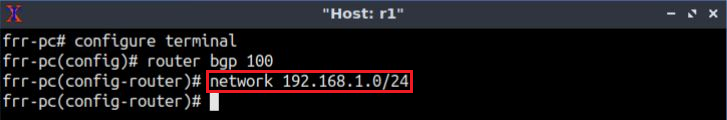 "Host: r1"
frr-pc# configure terminal
frr-pc(config)# router bgp 100
frr-pc(config-router)# network 192.168.1.0/24
frr-pc(config-router)#